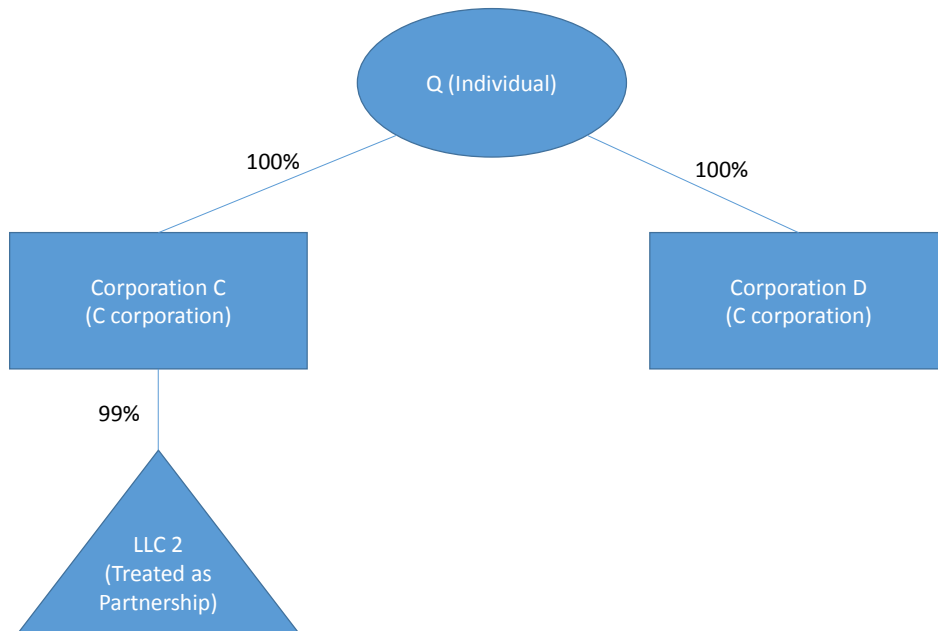 Q (Individual)
100%
100%
Corporation C
(C corporation)
Corporation D
(C corporation)
99%
LLC 2
(Treated as
Partnership)